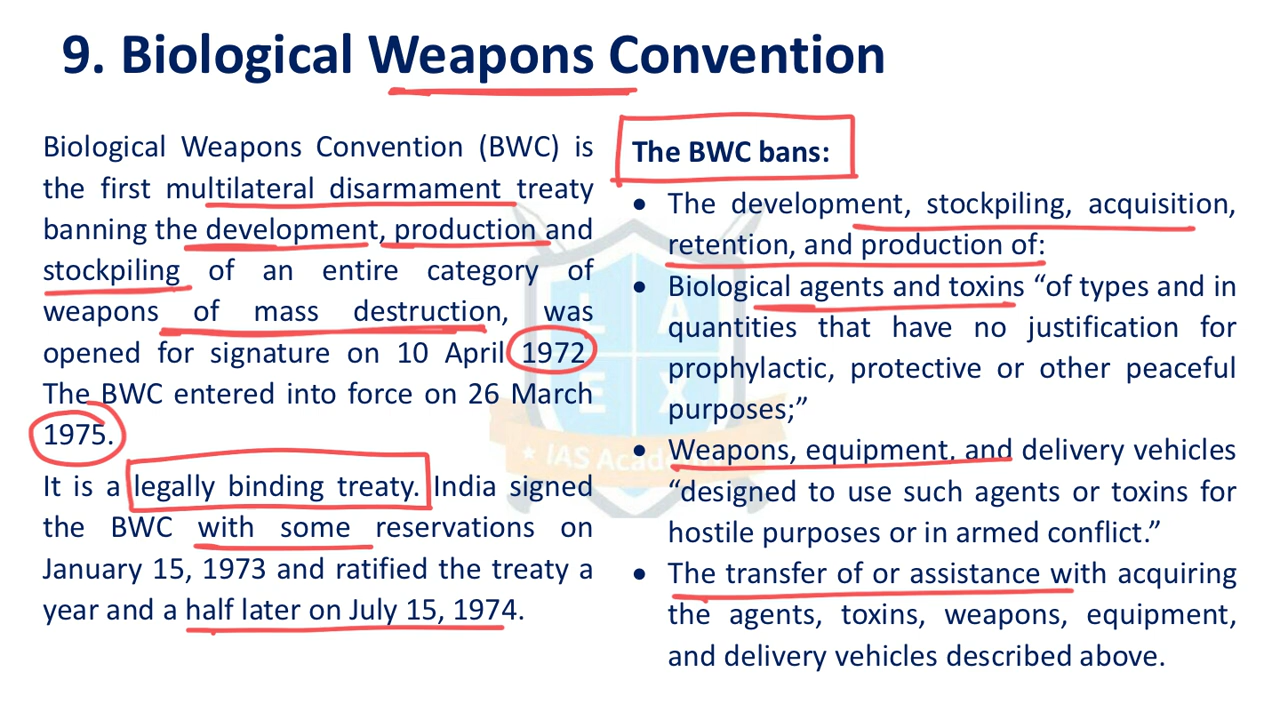 9. Biological Weapons Convention
Biological Weapons Convention (BWC) is
the first multilateral disarmament treaty
banning the development, production and
stockpiling of an entire category of
weapons of mass destruction, was
opened for signature on 10 April 1972
The BWC entered into force on 26 March
1975.
It is a legally binding treaty. India signed
the BWC with some reservations on
January 15, 1973 and ratified the treaty a
year and a half later on July 15, 1974.
The BWC bans:
• The development, stockpiling, acquisition,
retention, and production of:
• Biological agents and toxins “of types and in
quantities that have no justification for
prophylactic, protective or other peaceful
purposes;”
• Weapons, equipment, and delivery vehicles
“designed to use such agents or toxins for
hostile purposes or in armed conflict.”
• The transfer of or assistance with acquiring
the agents, toxins, weapons, equipment,
and delivery vehicles described above.
L A
E X
IAS Acade